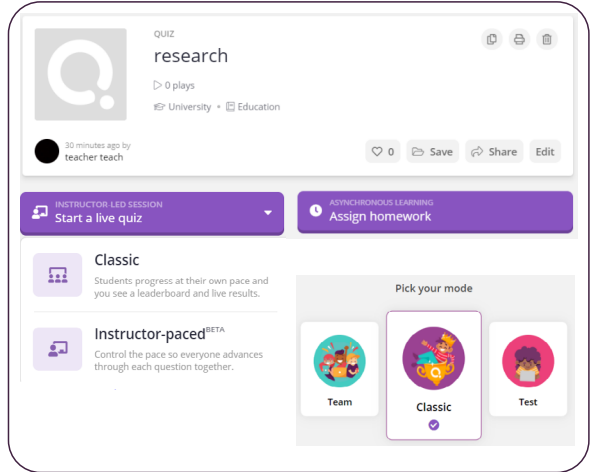 QUIZ
research
0 plays
University • Education
30 minutes ago by
teacher teach
0 Save Share Edit
INSTRUCTOR-LED SESSION
Start a live quiz
ASYNCHRONOUS LEARNING
Assign homework
Classic
Students progress at their own pace and
you see a leaderboard and live results.
Instructor-pacedBETA
Control the pace so everyone advances
through each question together.
Pick your mode
Team
Classic
Test